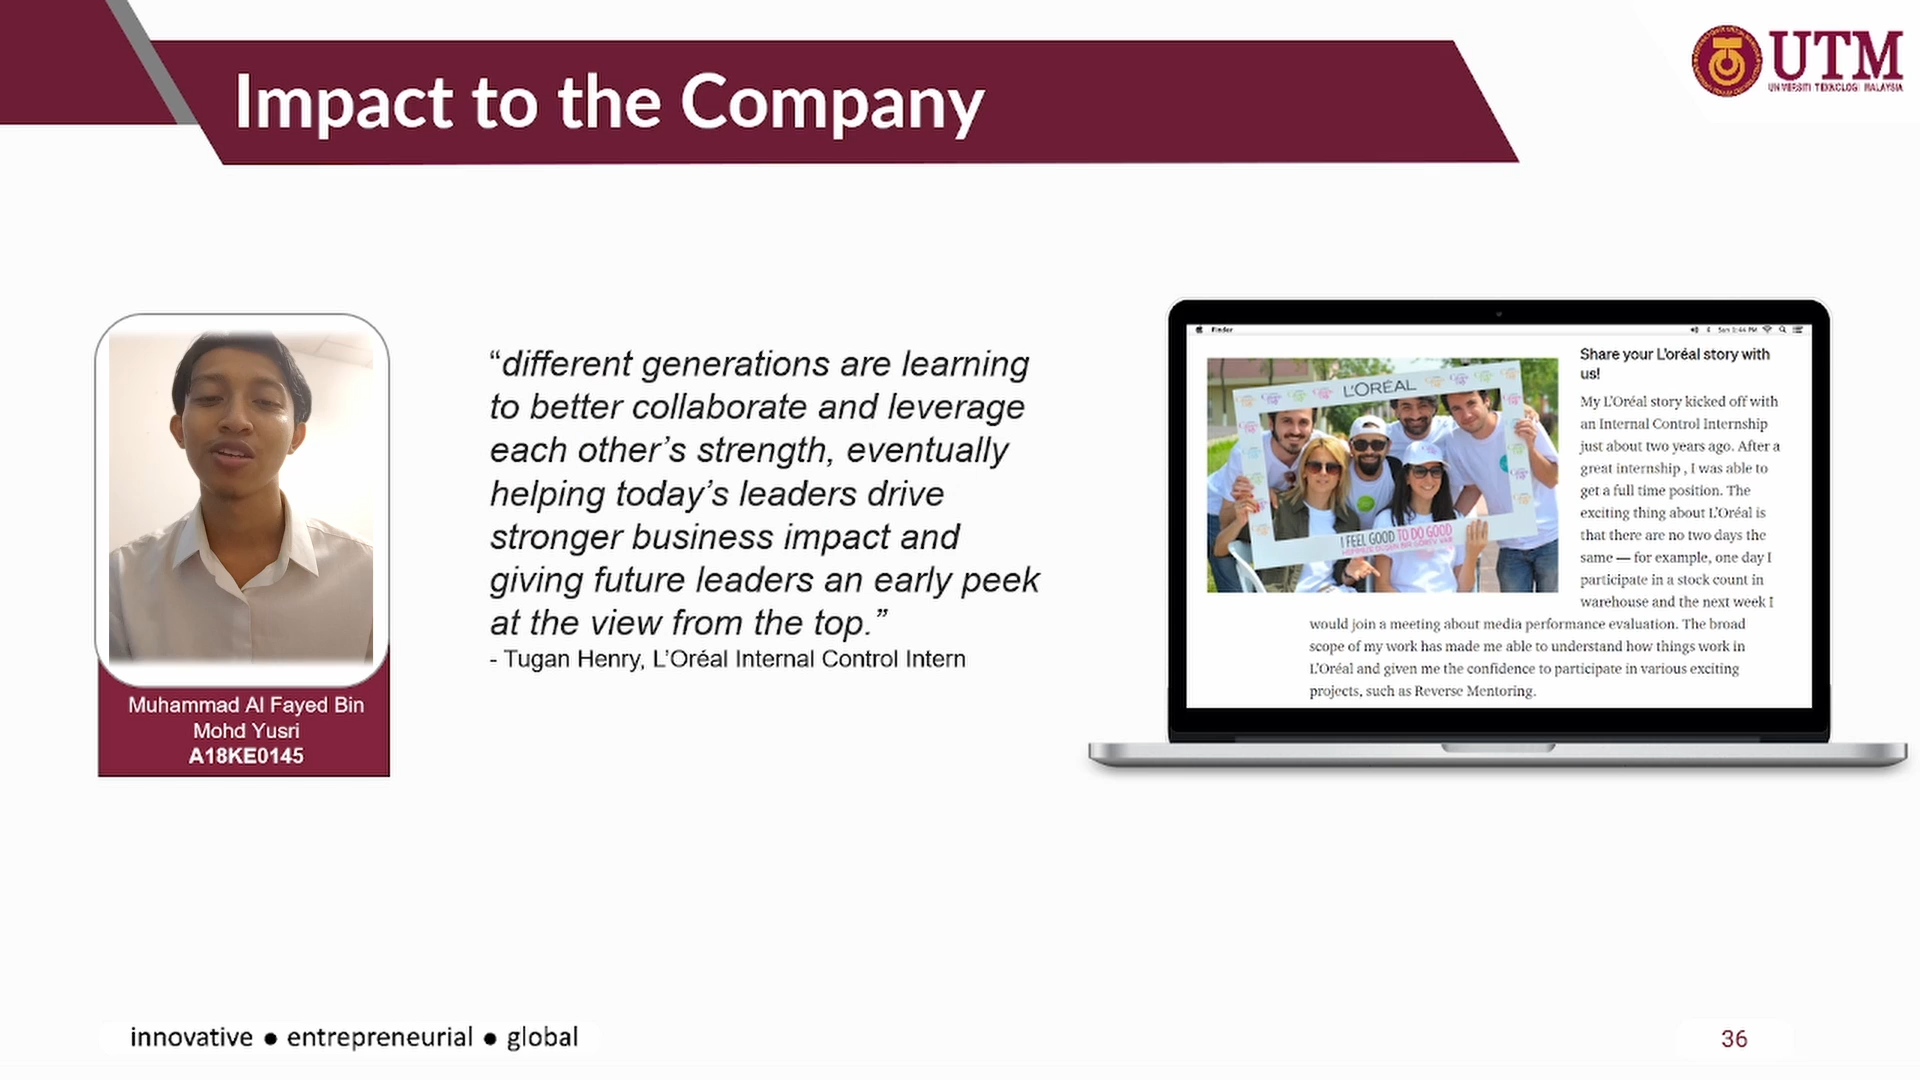 Impact to the Company
UTM
UNIVERSITI TEKNOLOGI MALAYSIA
“different generations are learning
to better collaborate and leverage
each other’s strength, eventually
helping today’s leaders drive
stronger business impact and
giving future leaders an early peek
at the view from the top.”
- Tugan Henry, L’Oréal Internal Control Intern
Muhammad Al Fayed Bin
Mohd Yusri
A18KE0145
Finder
Sun 1:44 PM
L'ORÉAL
I FEEL GOOD TO DO GOOD
Share your L'oréal story with
us!
My L'Oréal story kicked off with
an Internal Control Internship
just about two years ago. After a
great internship , I was able to
get a full time position. The
exciting thing about L'Oréal is
that there are no two days the
same — for example, one day I
participate in a stock count in
warehouse and the next week I
would join a meeting about media performance evaluation. The broad
scope of my work has made me able to understand how things work in
L'Oréal and given me the confidence to participate in various exciting
projects, such as Reverse Mentoring.
innovative ● entrepreneurial ● global
36